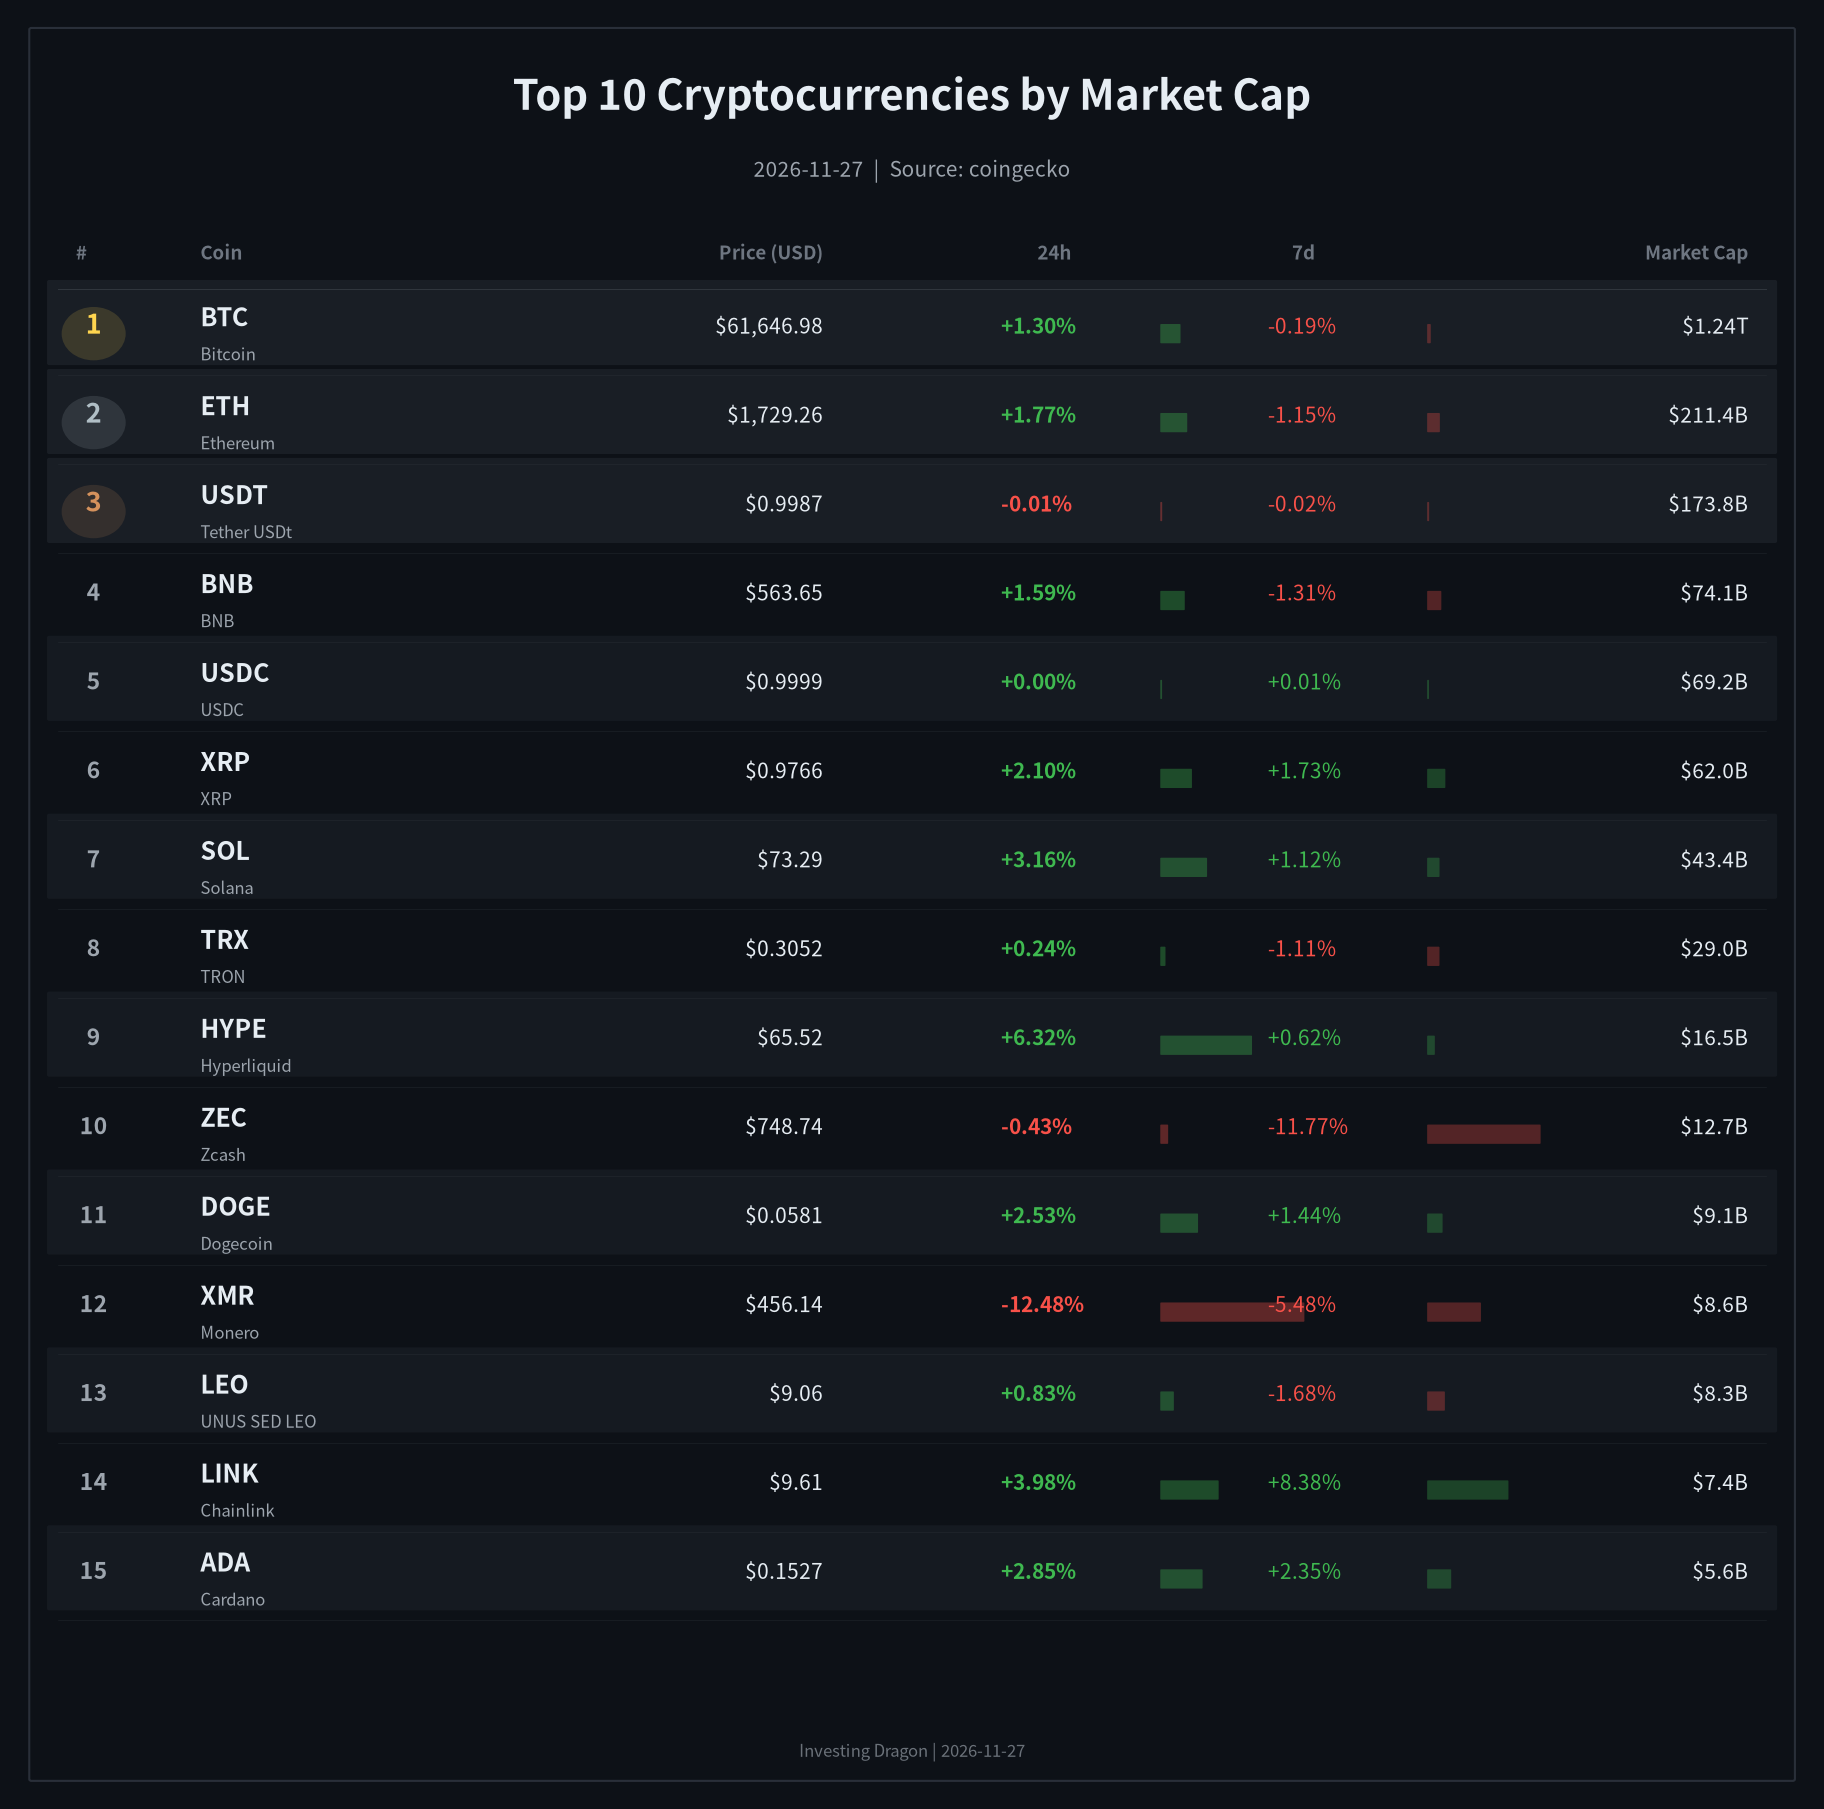 Top 10 Cryptocurrencies by Market Cap
2026-11-27 | Source: coingecko
# Coin Price (USD) 24h 7d Market Cap
1 BTC $61,646.98 +1.30% -0.19% $1.24T
Bitcoin
2 ETH $1,729.26 +1.77% -1.15% $211.4B
Ethereum
3 USDT $0.9987 -0.01% -0.02% $173.8B
Tether USDt
4 BNB $563.65 +1.59% -1.31% $74.1B
BNB
5 USDC $0.9999 +0.00% +0.01% $69.2B
USDC
6 XRP $0.9766 +2.10% +1.73% $62.0B
XRP
7 SOL $73.29 +3.16% +1.12% $43.4B
Solana
8 TRX $0.3052 +0.24% -1.11% $29.0B
TRON
9 HYPE $65.52 +6.32% +0.62% $16.5B
Hyperliquid
10 ZEC $748.74 -0.43% -11.77% $12.7B
Zcash
11 DOGE $0.0581 +2.53% +1.44% $9.1B
Dogecoin
12 XMR $456.14 -12.48% -5.48% $8.6B
Monero
13 LEO $9.06 +0.83% -1.68% $8.3B
UNUS SED LEO
14 LINK $9.61 +3.98% +8.38% $7.4B
Chainlink
15 ADA $0.1527 +2.85% +2.35% $5.6B
Cardano
Investing Dragon | 2026-11-27